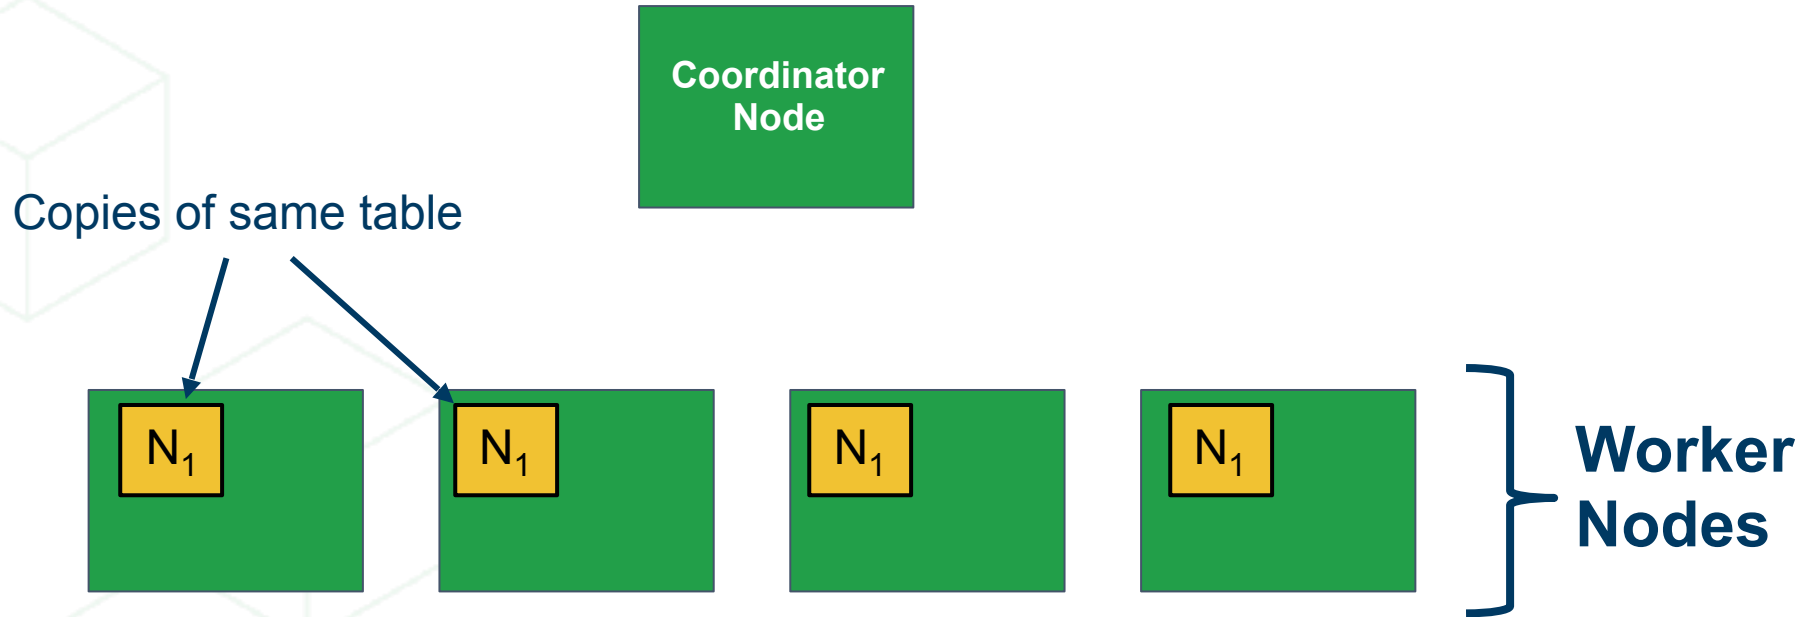 Coordinator
Node
Copies of same table
N₁
N₁
N₁
N₁
Worker
Nodes